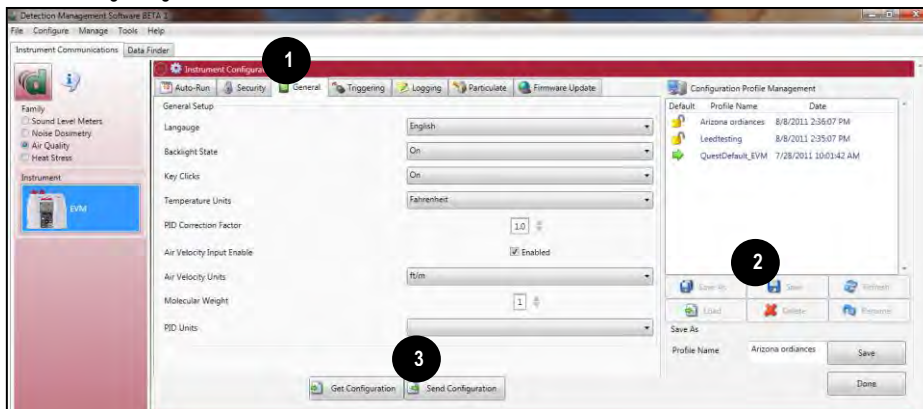 Detection Management Software BETA 3
File Configure Manage Tools Help
Instrument Communications Data Finder
1
Instrument Configura
Auto-Run Security General Triggering Logging Particulate Firmware Update
Family
Sound Level Meters
Noise Dosimetry
Air Quality
Heat Stress
Instrument
EVM
General Setup
Langauge English
Backlight State On
Key Clicks On
Temperature Units Fahrenheit
PID Correction Factor 1.0
Air Velocity Input Enable Enabled
Air Velocity Units ft/m
Molecular Weight 1
PID Units
3
Get Configuration Send Configuration
Configuration Profile Management
Default Profile Name Date
Arizona ordiances 8/8/2011 2:36:07 PM
Leedtesting 8/8/2011 2:35:07 PM
QuestDefault_EVM 7/28/2011 10:01:42 AM
2
Save As Save Refresh
Load Delete Rename
Save As
Profile Name Arizona ordiances Save
Done